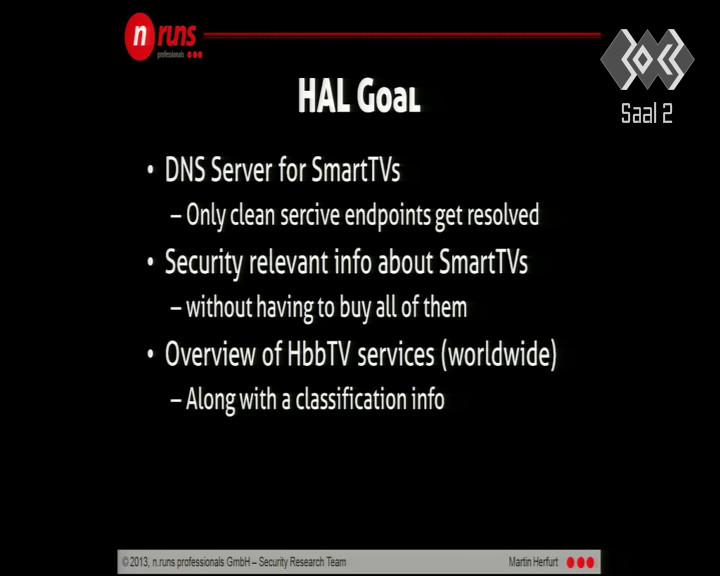 n runs
professionals
Saal 2
HAL Goal
• DNS Server for SmartTVs
– Only clean sercive endpoints get resolved
• Security relevant info about SmartTVs
– without having to buy all of them
• Overview of HbbTV services (worldwide)
– Along with a classification info
© 2013, n.runs professionals GmbH – Security Research Team
Martin Herfurt